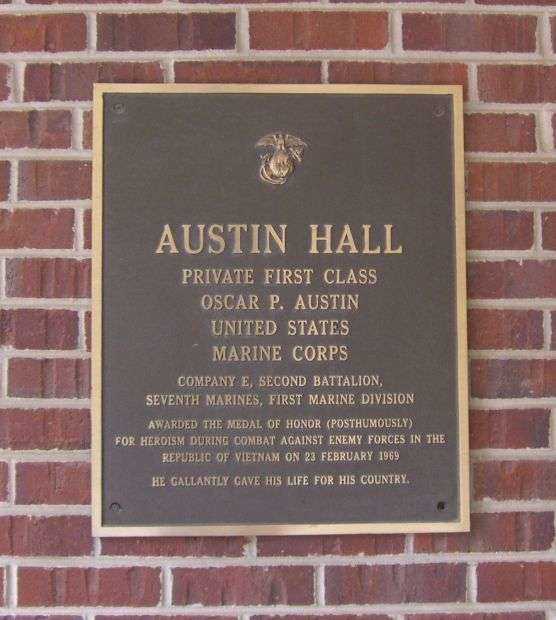 AUSTIN HALL
PRIVATE FIRST CLASS
OSCAR P. AUSTIN
UNITED STATES
MARINE CORPS
COMPANY E, SECOND BATTALION,
SEVENTH MARINES, FIRST MARINE DIVISION
AWARDED THE MEDAL OF HONOR (POSTHUMOUSLY)
FOR HEROISM DURING COMBAT AGAINST ENEMY FORCES IN THE
REPUBLIC OF VIETNAM ON 23 FEBRUARY 1969
HE GALLANTLY GAVE HIS LIFE FOR HIS COUNTRY.